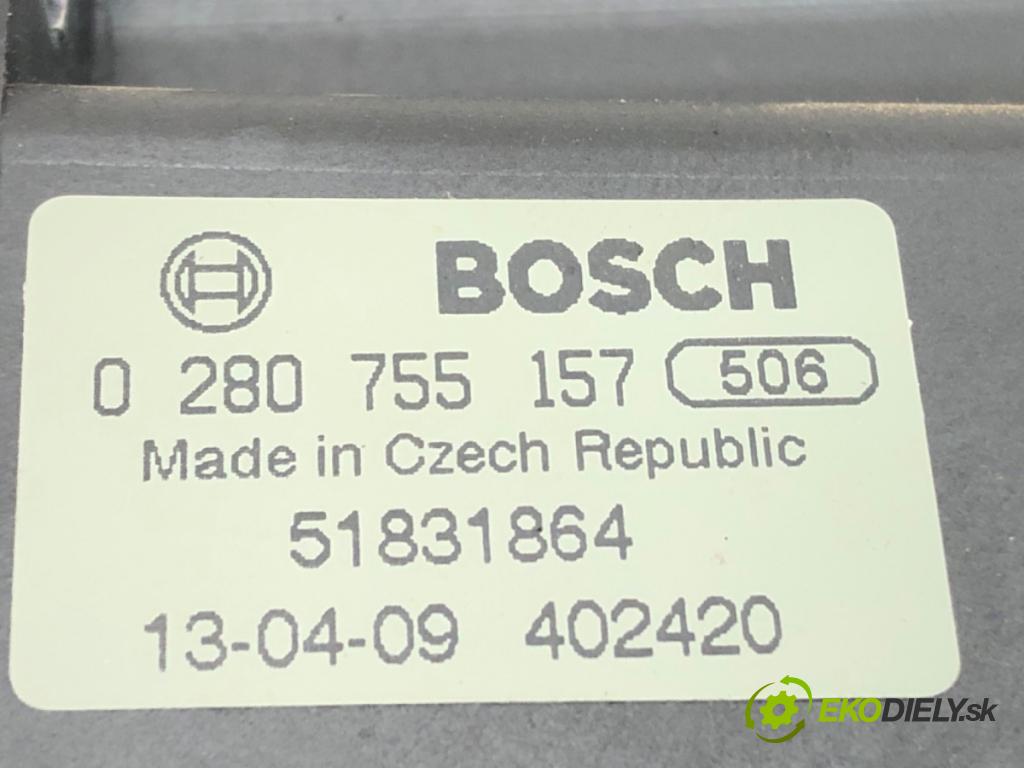 BOSCH
0 280 755 157 506
Made in Czech Republic
51831864
13-04-09 402420
EKODIELY.sk